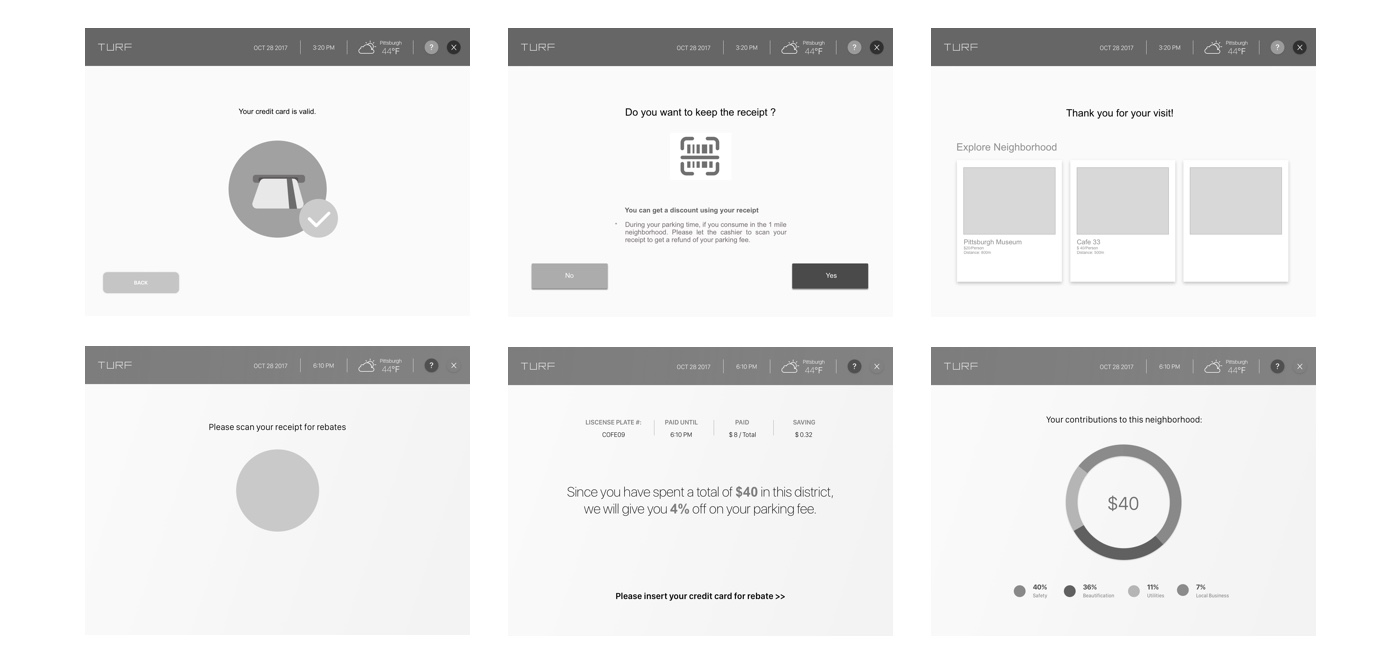 TURF
OCT 28 2017
3:20 PM
Pittsburgh
44°F
?
X
Your credit card is valid.
BACK
TURF
OCT 28 2017
3:20 PM
Pittsburgh
44°F
?
X
Do you want to keep the receipt ?
You can get a discount using your receipt
* During your parking time, if you consume in the 1 mile
neighborhood. Please let the cashier to scan your
receipt to get a refund of your parking fee.
No
Yes
TURF
OCT 28 2017
3:20 PM
Pittsburgh
44°F
?
X
Thank you for your visit!
Explore Neighborhood
Pittsburgh Museum
$20/Person
Distance: 900m
Cafe 33
$ 40/Person
Distance: 300m
TURF
OCT 28 2017
6:10 PM
Pittsburgh
44°F
?
X
Please scan your receipt for rebates
TURF
OCT 28 2017
6:10 PM
Pittsburgh
44°F
?
X
LISCENSE PLATE #: PAID UNTIL PAID SAVING
COFE09 6:10 PM $ 8 / Total $ 0.32
Since you have spent a total of $40 in this district,
we will give you 4% off on your parking fee.
Please insert your credit card for rebate >>
TURF
OCT 28 2017
6:10 PM
Pittsburgh
44°F
?
X
Your contributions to this neighborhood:
$40
40% 36% 11% 7%
Safety Beautification Utilities Local Business